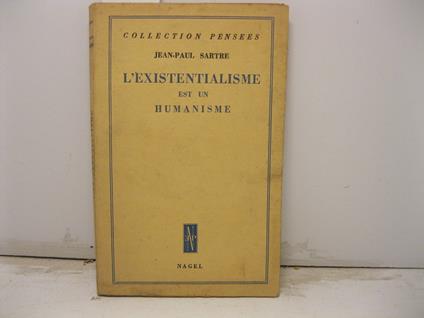 COLLECTION PENSEES
JEAN-PAUL SARTRE
L'EXISTENTIALISME
EST UN
HUMANISME
NAGEL